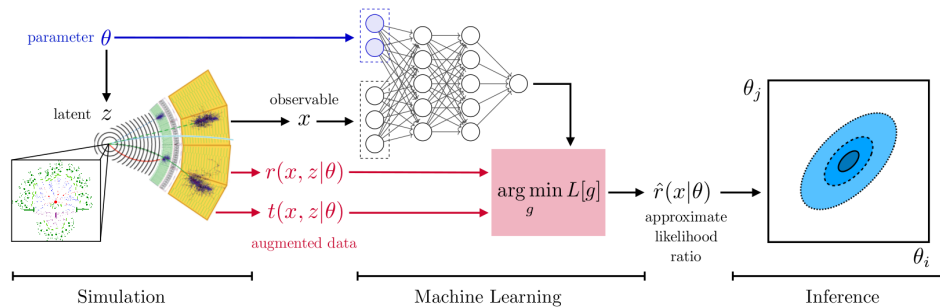 parameter θ
latent z
observable
x
r(x, z|θ)
t(x, z|θ)
augmented data
arg min L[g]
g
r̂(x|θ)
approximate
likelihood
ratio
θj
θi
Simulation
Machine Learning
Inference